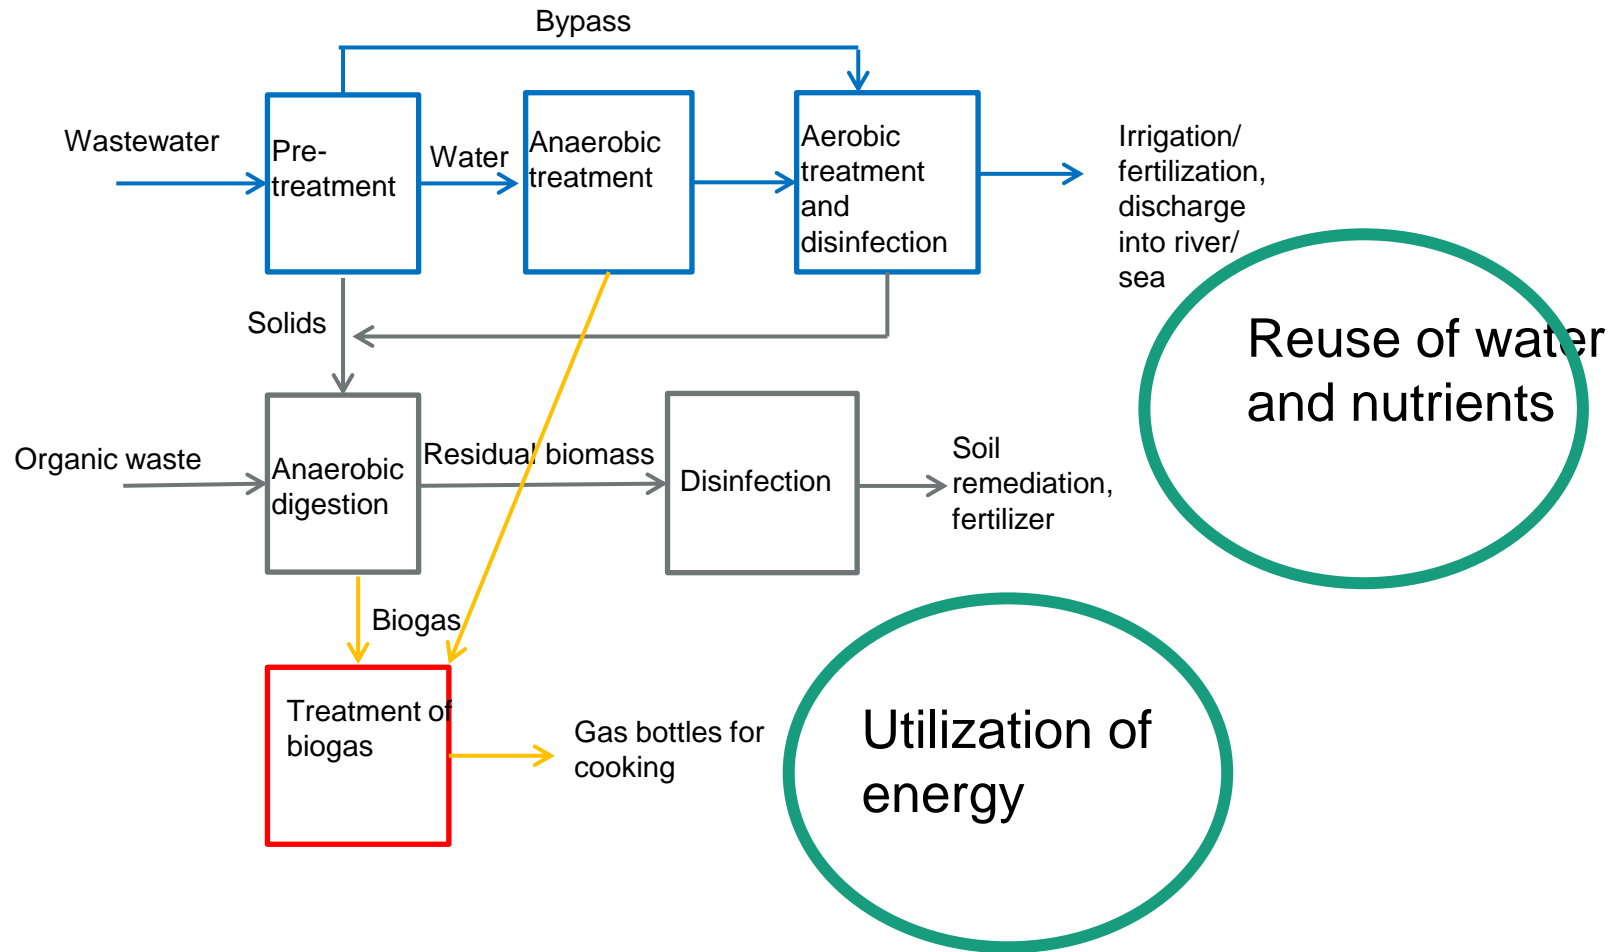 Bypass
Wastewater
Pre-
treatment
Water
Anaerobic
treatment
Aerobic
treatment
and
disinfection
Irrigation/
fertilization,
discharge
into river/
sea
Solids
Reuse of water
and nutrients
Organic waste
Anaerobic
digestion
Residual biomass
Disinfection
Soil
remediation,
fertilizer
Biogas
Treatment of
biogas
Gas bottles for
cooking
Utilization of
energy